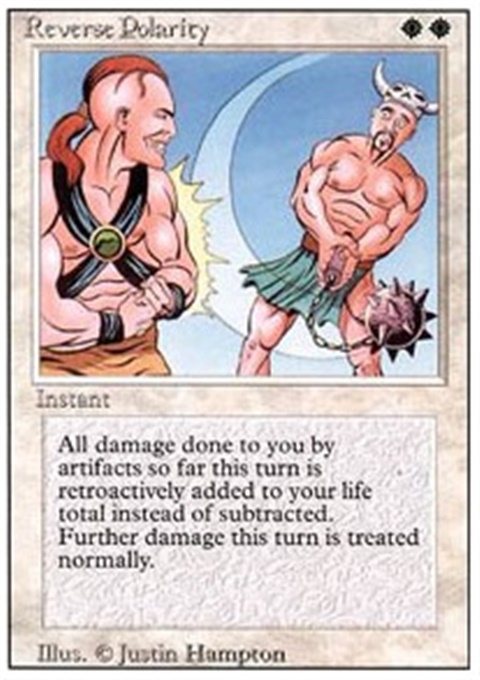 Reverse Polarity
Instant
All damage done to you by
artifacts so far this turn is
retroactively added to your life
total instead of subtracted.
Further damage this turn is treated
normally.
Illus. © Justin Hampton